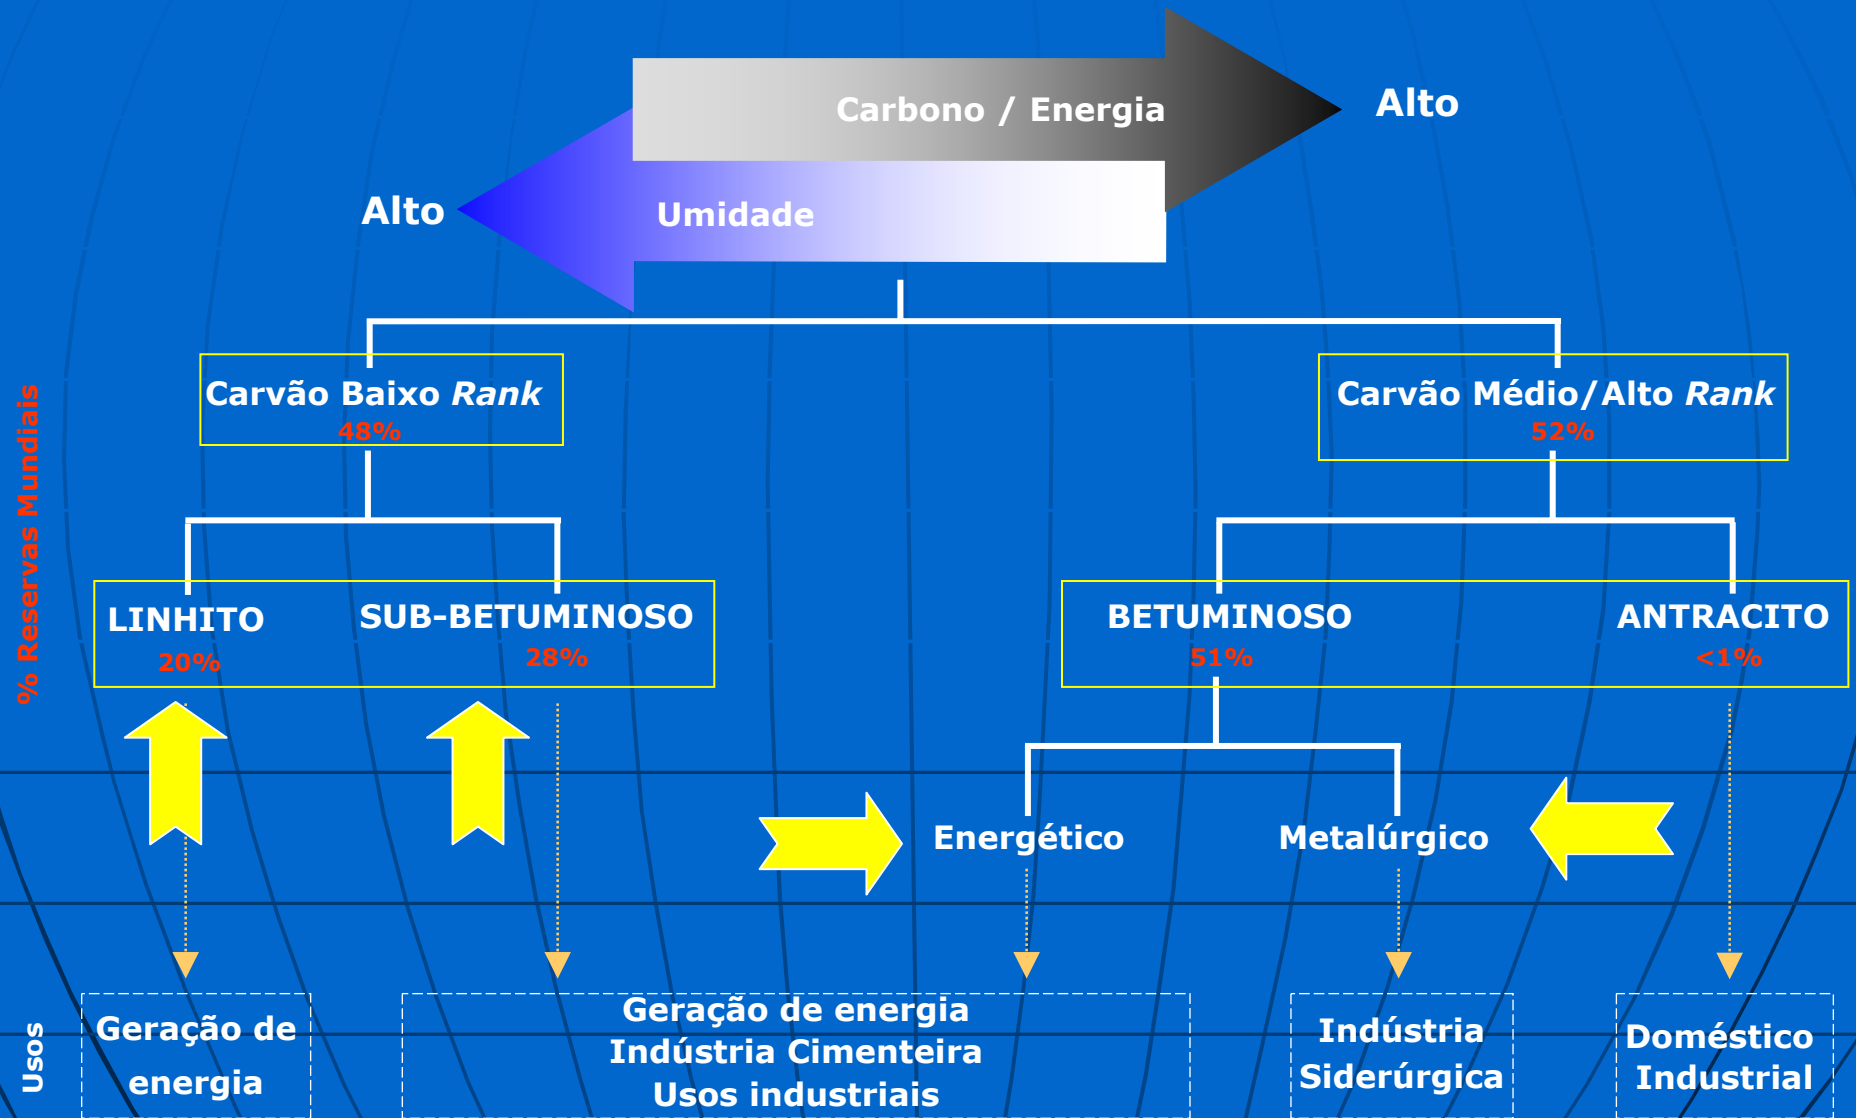 Carbono / Energia
Alto
Alto
Umidade
% Reservas Mundiais
Carvão Baixo Rank
48%
Carvão Médio/Alto Rank
52%
LINHITO
20%
SUB-BETUMINOSO
28%
BETUMINOSO
51%
ANTRACITO
<1%
Energético
Metalúrgico
Usos
Geração de
energia
Geração de energia
Indústria Cimenteira
Usos industriais
Indústria
Siderúrgica
Doméstico
Industrial